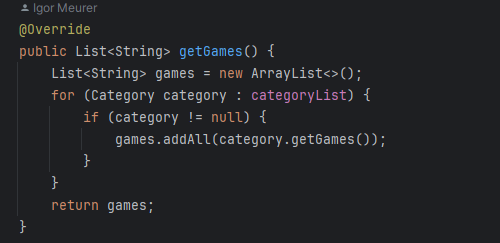 Igor Meurer
@Override
public List<String> getGames() {
    List<String> games = new ArrayList<>();
    for (Category category : categoryList) {
        if (category != null) {
            games.addAll(category.getGames());
        }
    }
    return games;
}